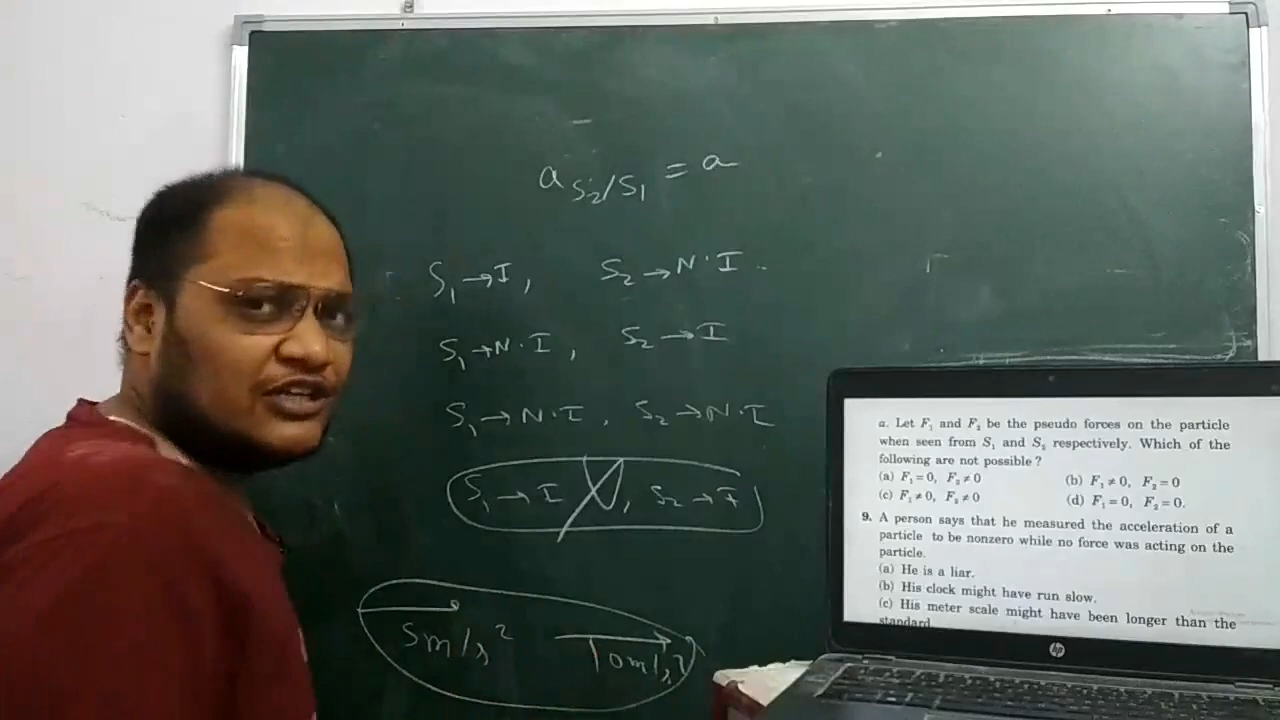 a S2/S1 = a
S1 → I, S2 → N·I.
S1 → N·I, S2 → I
S1 → N·I, S2 → N·I
S1 → I, S2 → I
5m/s² 10m/s²
a. Let F₁ and F₂ be the pseudo forces on the particle
when seen from S₁ and S₂ respectively. Which of the
following are not possible ?
(a) F₁ = 0, F₂ ≠ 0 (b) F₁ ≠ 0, F₂ = 0
(c) F₁ ≠ 0, F₂ ≠ 0 (d) F₁ = 0, F₂ = 0.
9. A person says that he measured the acceleration of a
particle to be nonzero while no force was acting on the
particle.
(a) He is a liar.
(b) His clock might have run slow.
(c) His meter scale might have been longer than the
standard.
hp